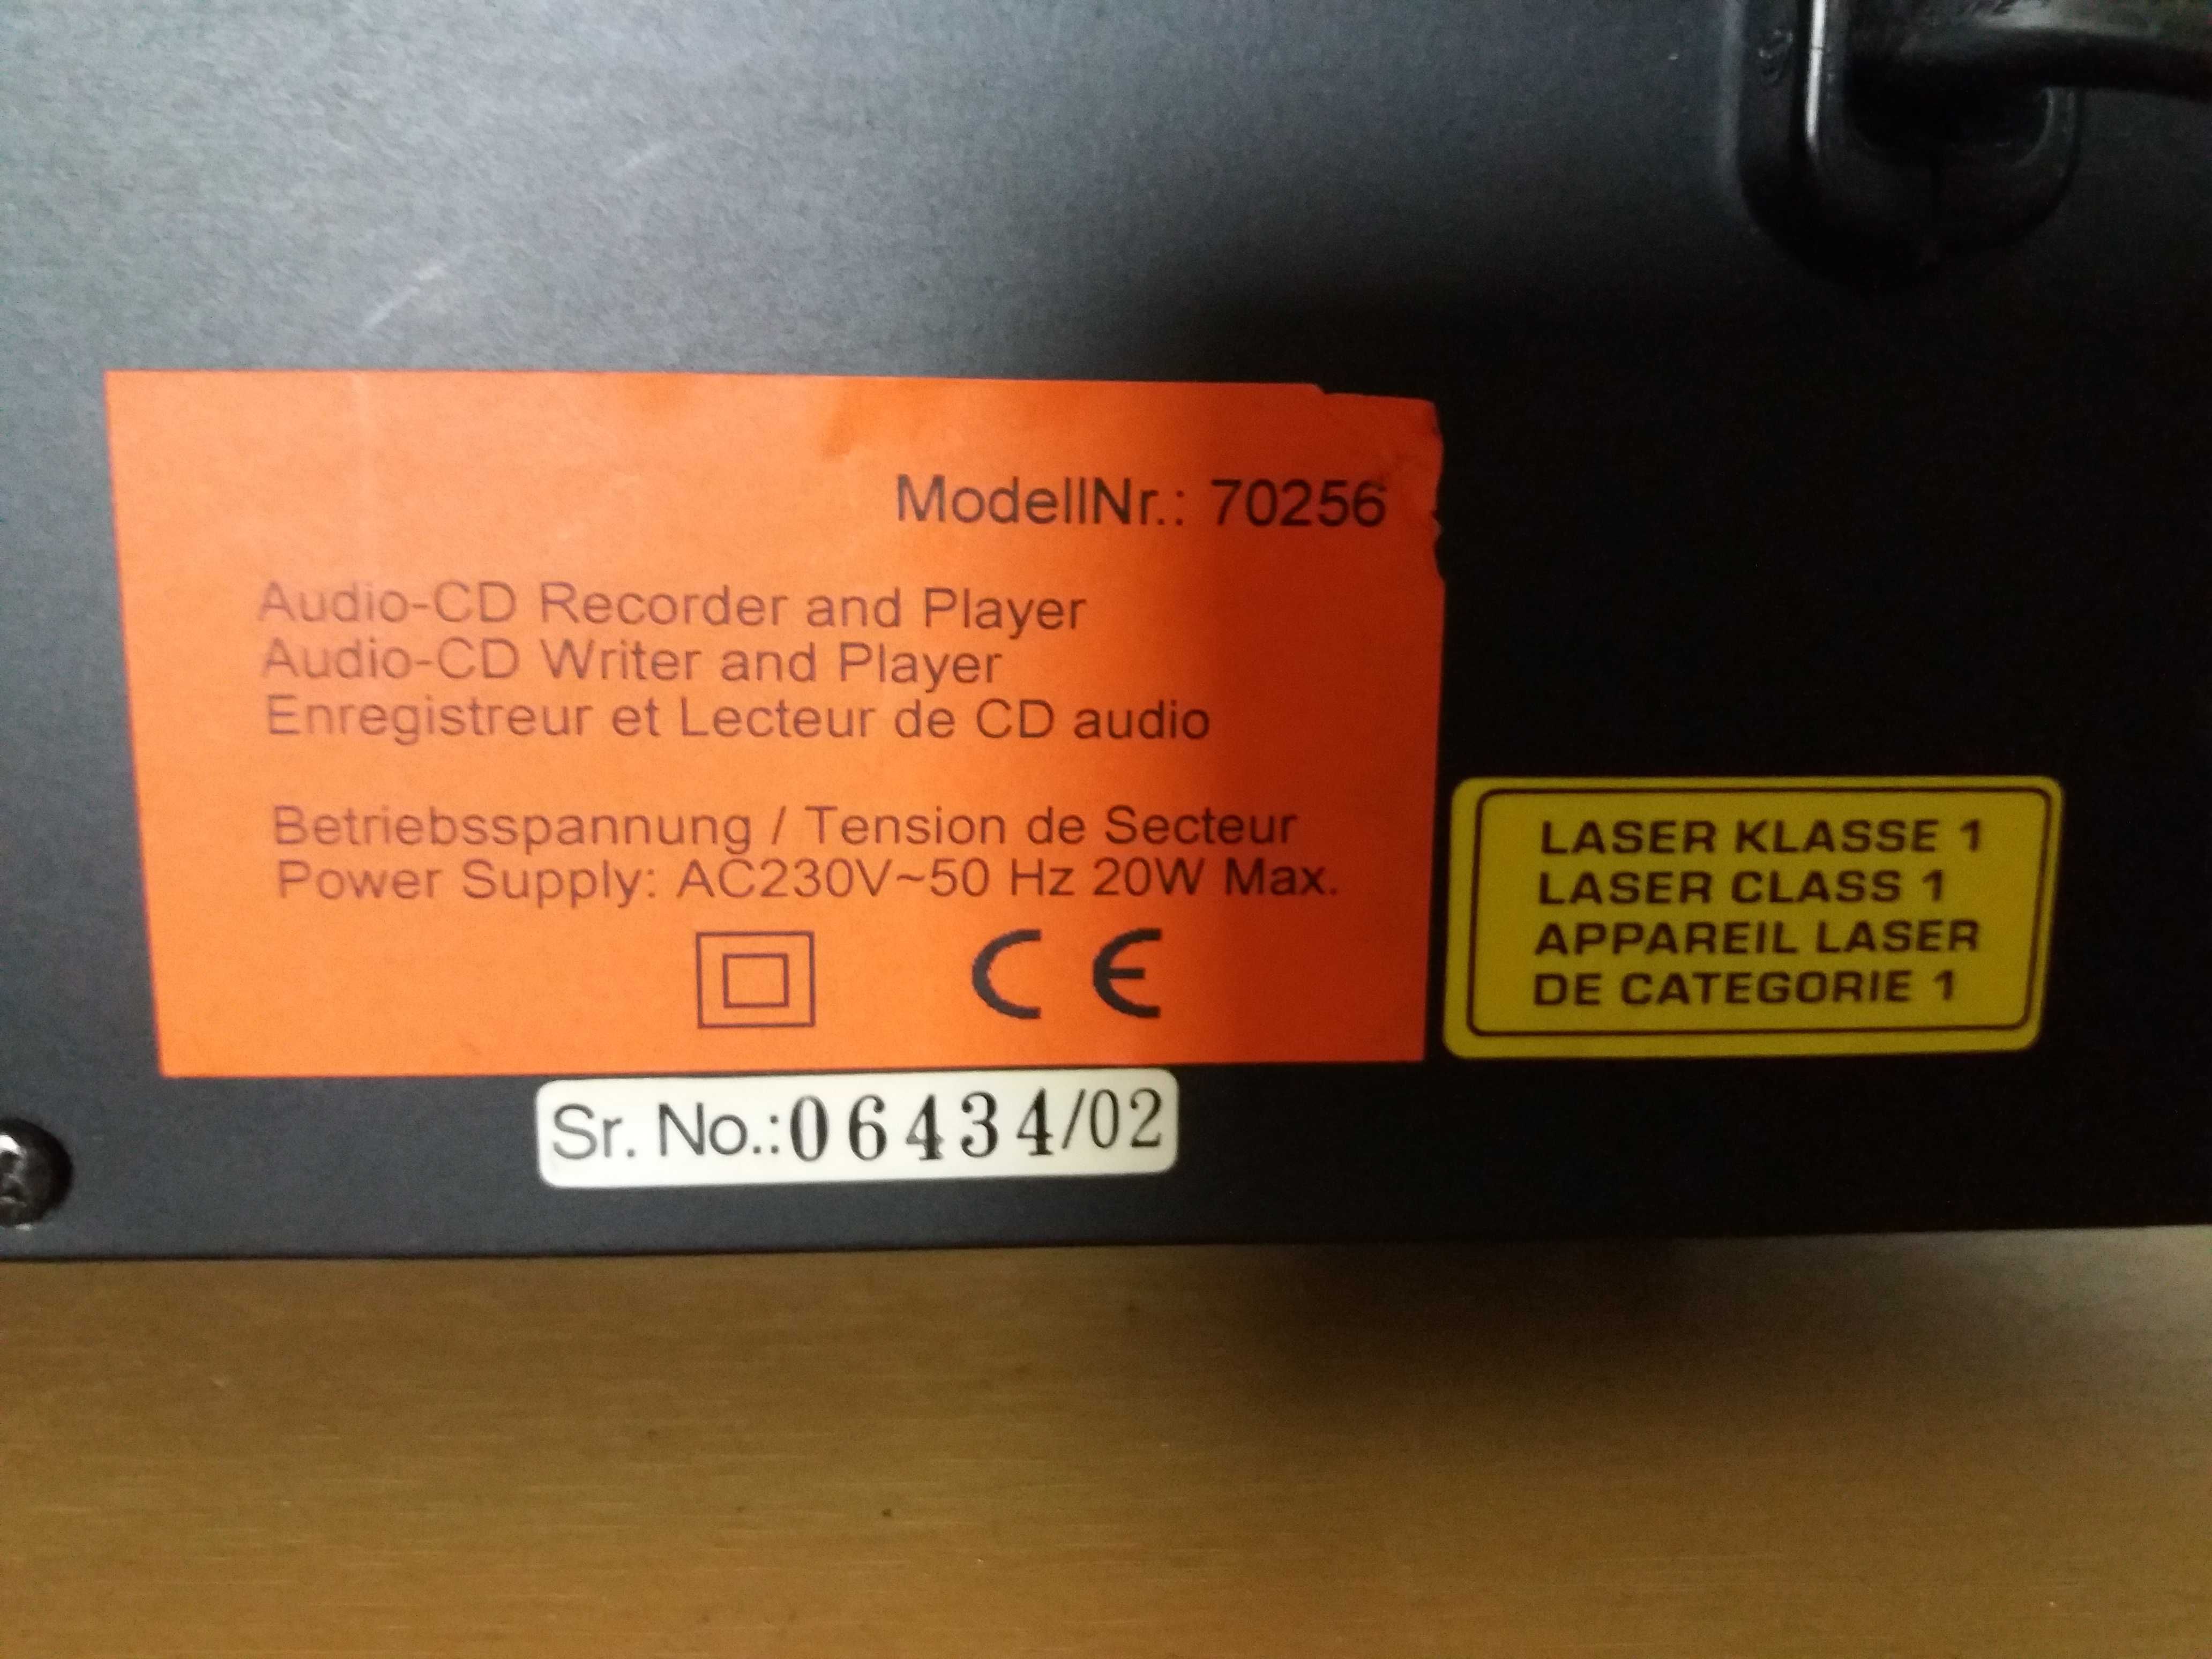 ModellNr.: 70256
Audio-CD Recorder and Player
Audio-CD Writer and Player
Enregistreur et Lecteur de CD audio
Betriebsspannung / Tension de Secteur
Power Supply: AC230V~50 Hz 20W Max.
CE
LASER KLASSE 1
LASER CLASS 1
APPAREIL LASER
DE CATEGORIE 1
Sr. No.:06434/02